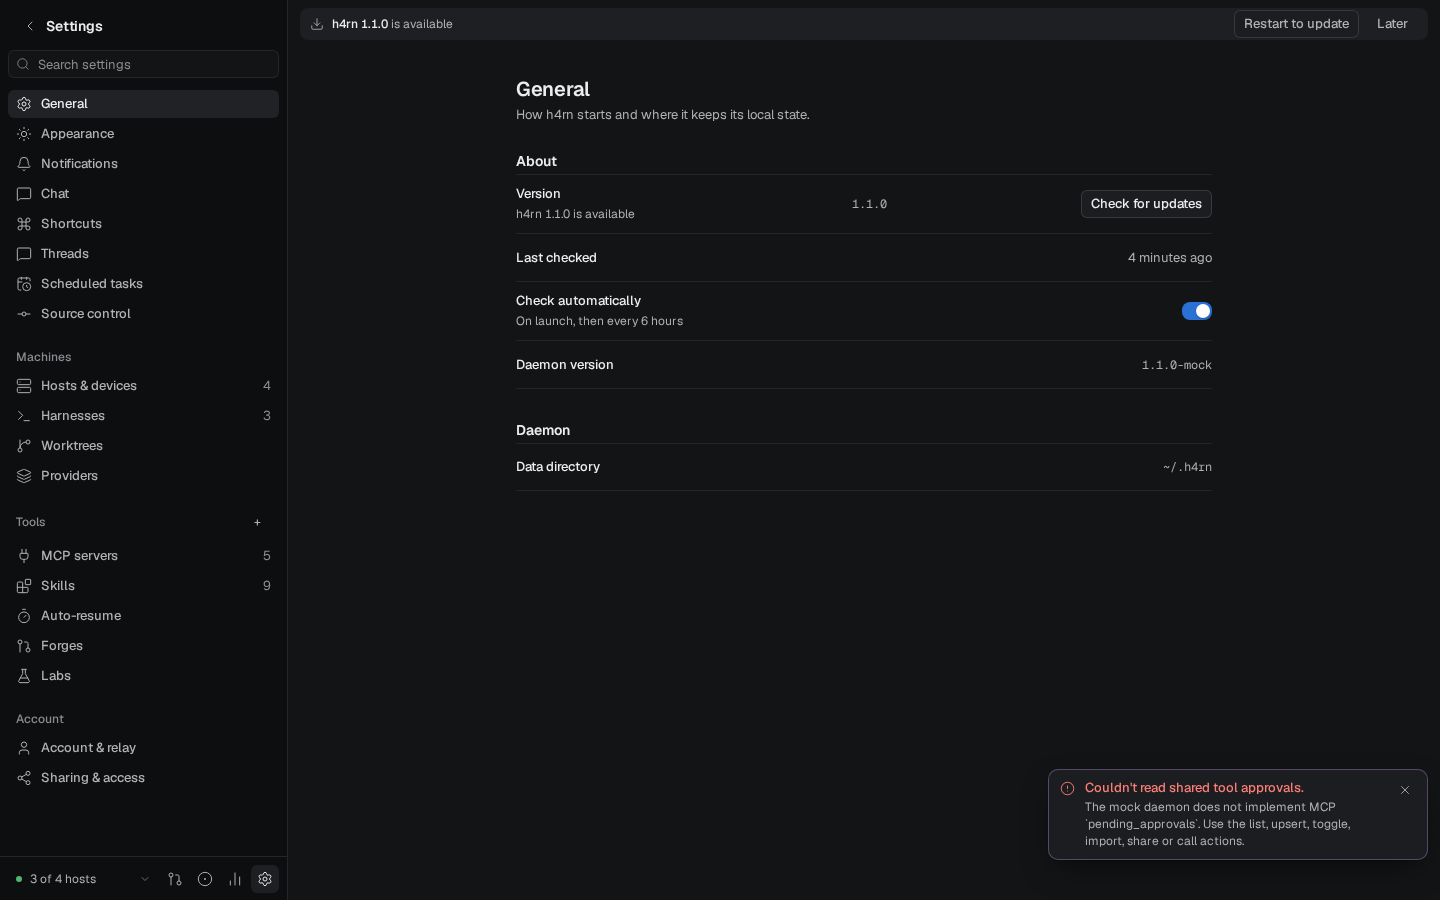 Settings
Search settings
General
Appearance
Notifications
Chat
Shortcuts
Threads
Scheduled tasks
Source control
Machines
Hosts & devices 4
Harnesses 3
Worktrees
Providers
Tools +
MCP servers 5
Skills 9
Auto-resume
Forges
Labs
Account
Account & relay
Sharing & access
3 of 4 hosts
h4rn 1.1.0 is available Restart to update Later
General
How h4rn starts and where it keeps its local state.
About
Version
h4rn 1.1.0 is available
1.1.0
Check for updates
Last checked 4 minutes ago
Check automatically
On launch, then every 6 hours
Daemon version 1.1.0-mock
Daemon
Data directory ~/.h4rn
Couldn't read shared tool approvals.
The mock daemon does not implement MCP
`pending_approvals`. Use the list, upsert, toggle,
import, share or call actions.